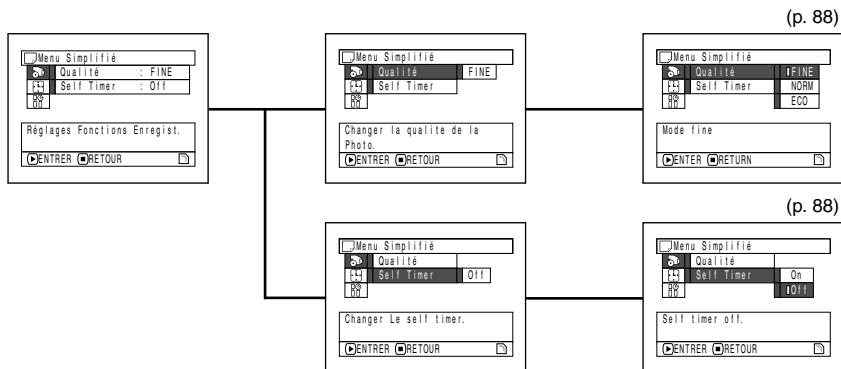 (p. 88)
Menu Simplifié
Qualité : FINE
Self Timer : Off
Réglages Fonctions Enregist.
ENTRER RETOUR
Menu Simplifié
Qualité FINE
Self Timer
Changer la qualite de la
Photo.
ENTRER RETOUR
Menu Simplifié
Qualité FINE
Self Timer NORM
ECO
Mode fine
ENTER RETURN
(p. 88)
Menu Simplifié
Qualité
Self Timer Off
Changer Le self timer.
ENTRER RETOUR
Menu Simplifié
Qualité
Self Timer On
Off
Self timer off.
ENTRER RETOUR